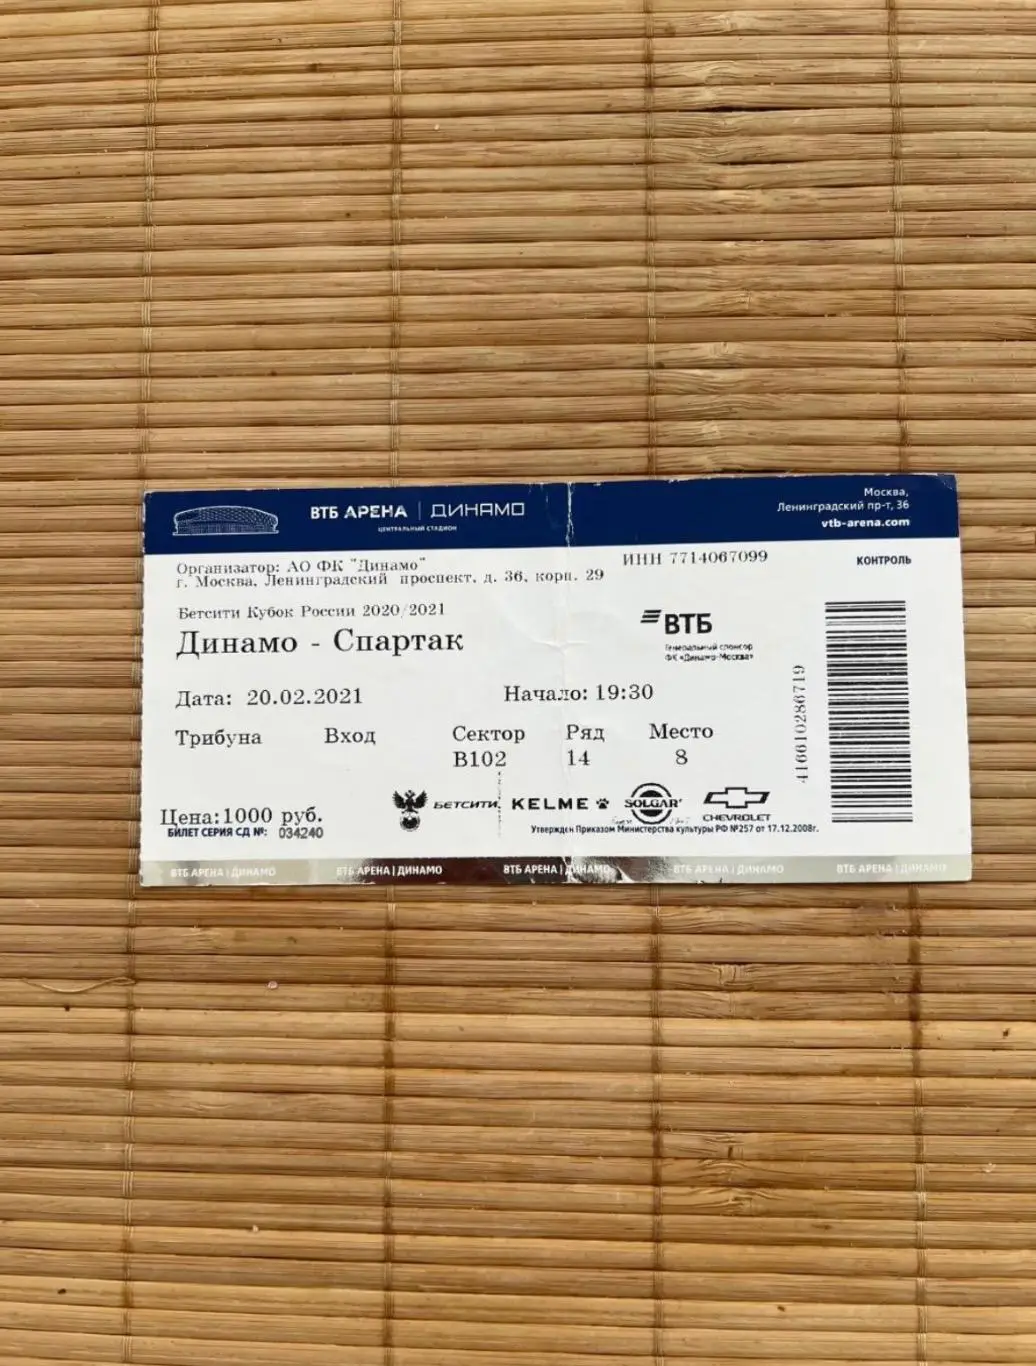 ВТБ АРЕНА | ДИНАМО
ЦЕНТРАЛЬНЫЙ СТАДИОН
Москва,
Ленинградский пр-т, 36
vtb-arena.com
Организатор: АО ФК "Динамо"
г. Москва, Ленинградский проспект, д. 36, корп. 29
ИНН 7714067099
КОНТРОЛЬ
Бетсити Кубок России 2020/2021
Динамо - Спартак
ВТБ
Генеральный спонсор
ФК «Динамо-Москва»
Дата: 20.02.2021
Начало: 19:30
Трибуна Вход Сектор Ряд Место
B102 14 8
41661028671​9
Цена:1000 руб.
БЕТСИТИ KELME SOLGAR CHEVROLET
БИЛЕТ СЕРИЯ СД №: 034240
Утвержден Приказом Министерства культуры РФ №257 от 17.12.2008г.
ВТБ АРЕНА | ДИНАМО ВТБ АРЕНА | ДИНАМО ВТБ АРЕНА | ДИНАМО ВТБ АРЕНА | ДИНАМО ВТБ АРЕНА | ДИНАМО